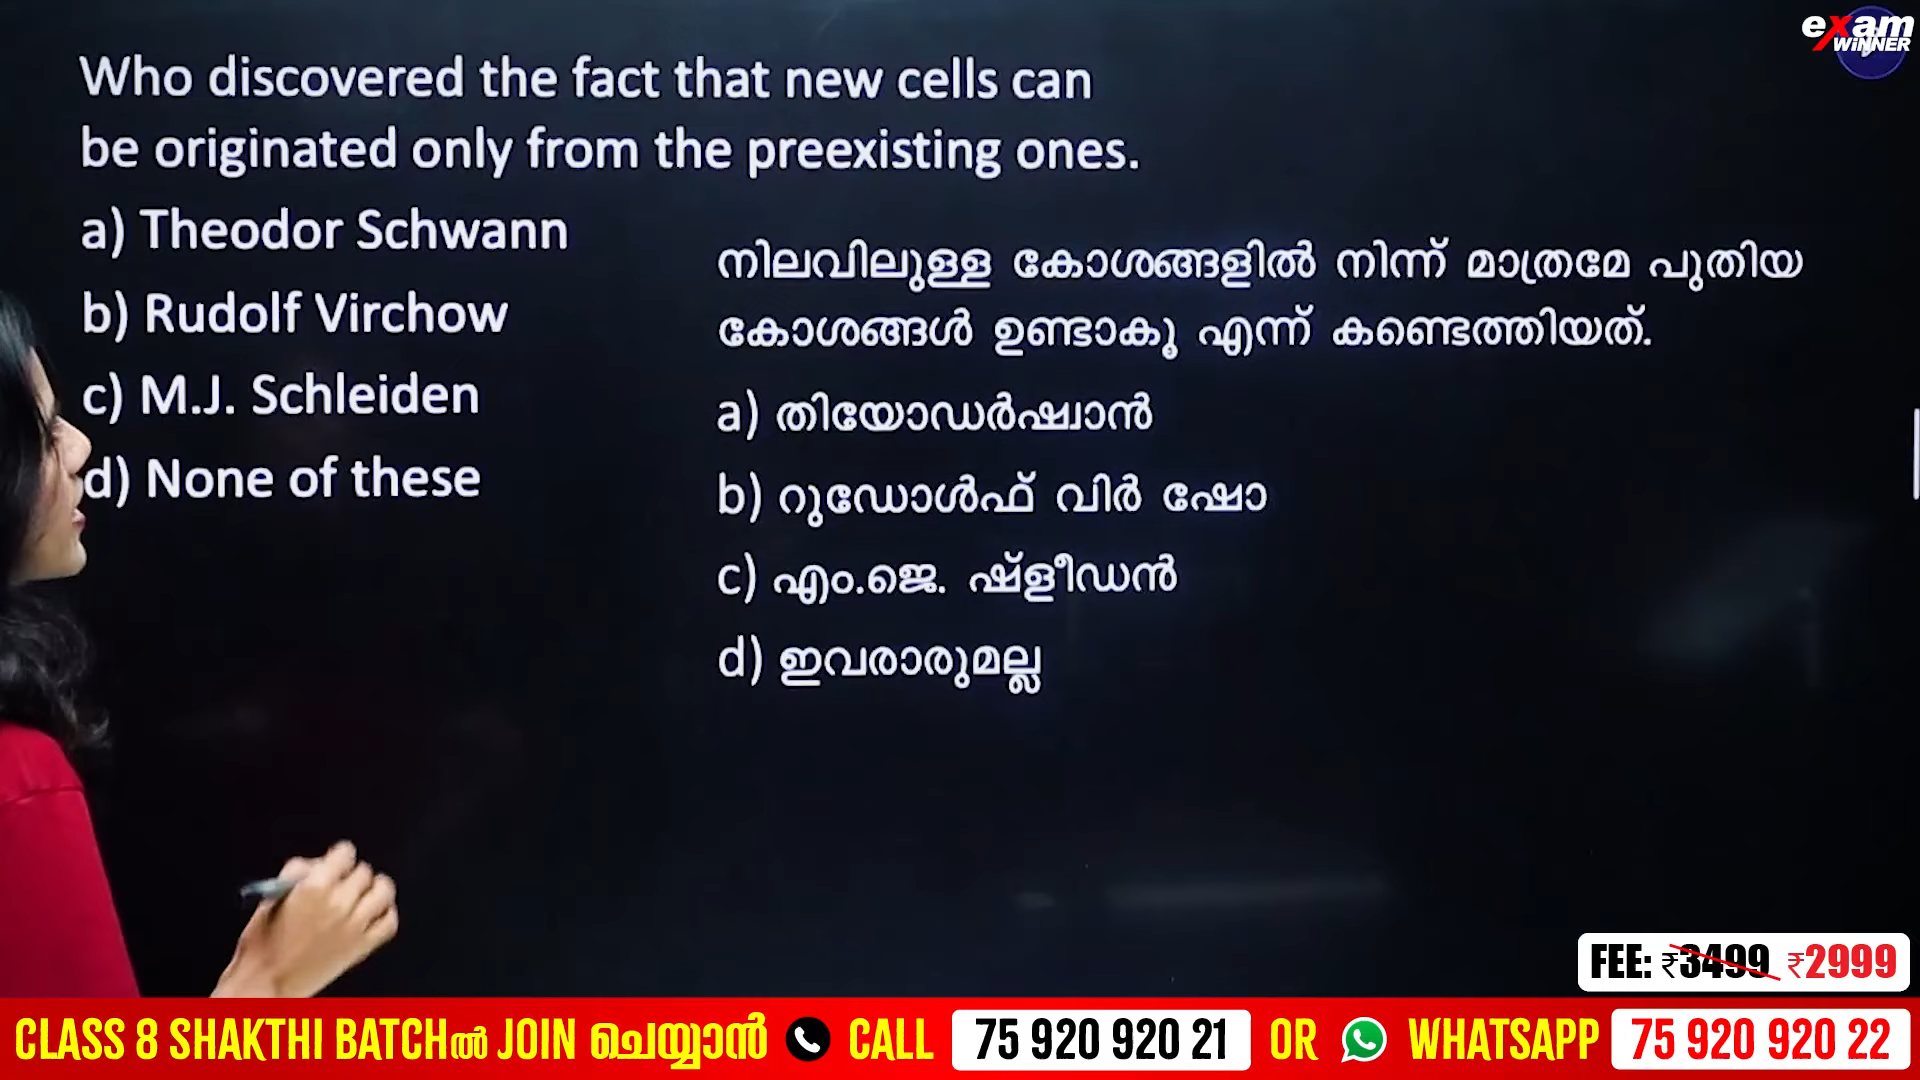 exam
WINNER
Who discovered the fact that new cells can
be originated only from the preexisting ones.
a) Theodor Schwann
b) Rudolf Virchow
c) M.J. Schleiden
d) None of these
നിലവിലുള്ള കോശങ്ങളിൽ നിന്ന് മാത്രമേ പുതിയ
കോശങ്ങൾ ഉണ്ടാകൂ എന്ന് കണ്ടെത്തിയത്.
a) തിയോഡർഷ്വാൻ
b) റുഡോൾഫ് വിർ ഷോ
c) എം.ജെ. ഷ്ളീഡൻ
d) ഇവരാരുമല്ല
FEE: ₹3499 ₹2999
CLASS 8 SHAKTHI BATCHൽ JOIN ചെയ്യാൻ CALL 75 920 920 21 OR WHATSAPP 75 920 920 22